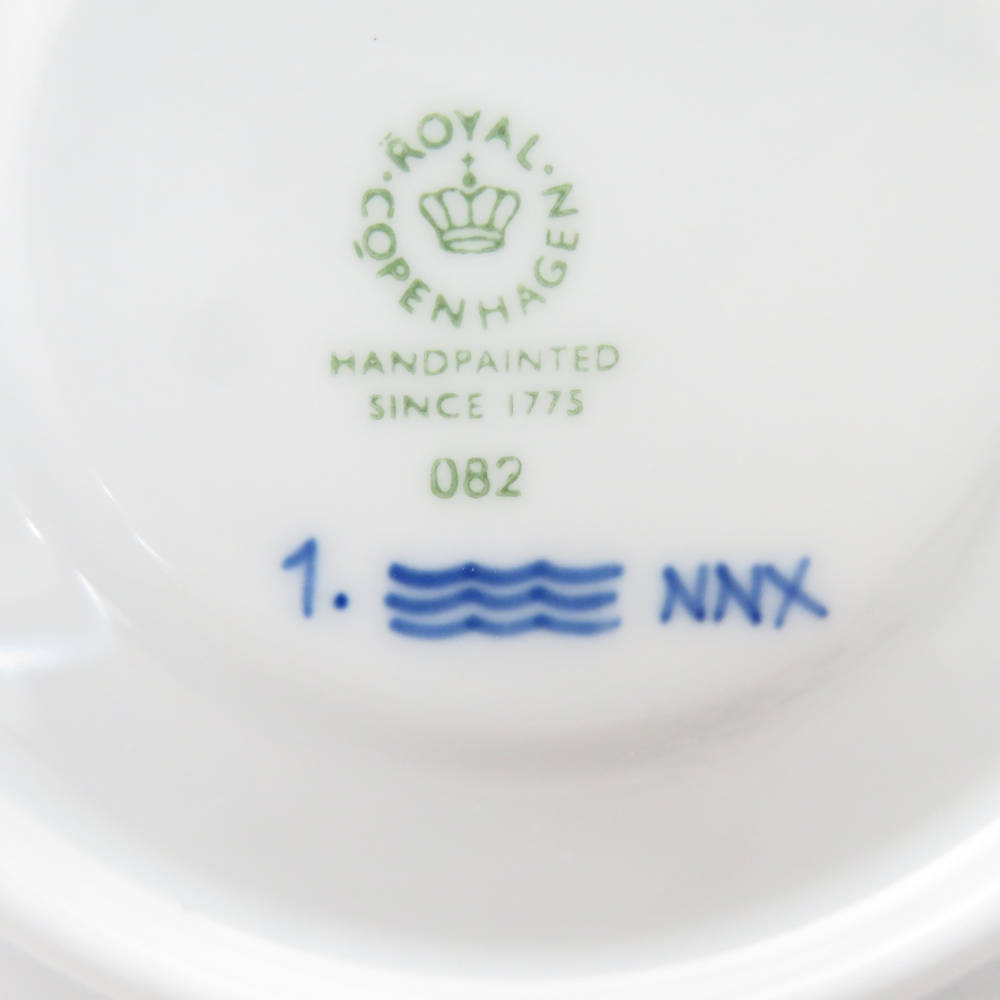 ROYAL · COPENHAGEN ·
HANDPAINTED
SINCE 1775
082
1. NNX